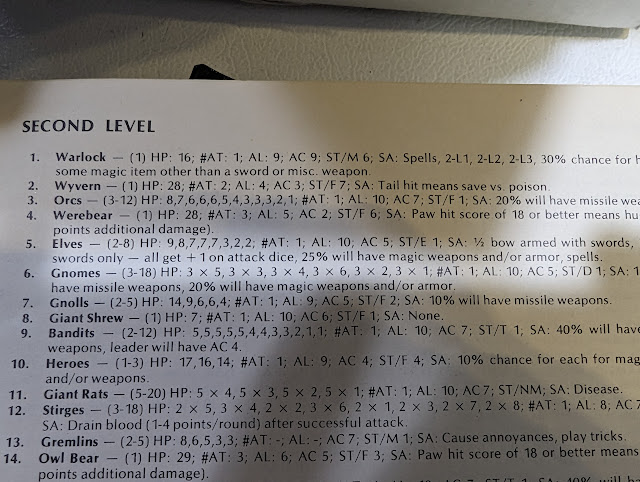 SECOND LEVEL
1. Warlock — (1) HP: 16; #AT: 1; AL: 9; AC 9; ST/M 6; SA: Spells, 2-L1, 2-L2, 2-L3, 30% chance for
some magic item other than a sword or misc. weapon.
2. Wyvern — (1) HP: 28; #AT: 2; AL: 4; AC 3; ST/F 7; SA: Tail hit means save vs. poison.
3. Orcs — (3-12) HP: 8,7,6,6,6,5,4,3,3,3,2,1; #AT: 1; AL: 10; AC 7; ST/F 1; SA: 20% will have missile
4. Werebear — (1) HP: 28; #AT: 3; AL: 5; AC 2; ST/F 6; SA: Paw hit score of 18 or better means
points additional damage).
5. Elves — (2-8) HP: 9,8,7,7,7,3,2,2; #AT: 1; AL: 10; AC 5; ST/E 1; SA: ½ bow armed with swords,
swords only — all get +1 on attack dice, 25% will have magic weapons and/or armor, spells.
6. Gnomes — (3-18) HP: 3 × 5, 3 × 3, 3 × 4, 3 × 6, 3 × 2, 3 × 1; #AT: 1; AL: 10; AC 5; ST/D 1; SA:
have missile weapons, 20% will have magic weapons and/or armor.
7. Gnolls — (2-5) HP: 14,9,6,6,4; #AT: 1; AL: 9; AC 5; ST/F 2; SA: 10% will have missile weapons.
8. Giant Shrew — (1) HP: 7; #AT: 1; AL: 10; AC 6; ST/F 1; SA: None.
9. Bandits — (2-12) HP: 5,5,5,5,5,4,4,3,3,2,1,1; #AT: 1; AL: 10; AC 7; ST/T 1; SA: 40% will have
weapons, leader will have AC 4.
10. Heroes — (1-3) HP: 17,16,14; #AT: 1; AL: 9; AC 4; ST/F 4; SA: 10% chance for each for
and/or weapons.
11. Giant Rats — (5-20) HP: 5 × 4, 5 × 3, 5 × 2, 5 × 1; #AT: 1; AL: 10; AC 7; ST/NM; SA: Disease.
12. Stirges — (3-18) HP: 2 × 5, 3 × 4, 2 × 2, 3 × 6, 2 × 1, 2 × 3, 2 × 7, 2 × 8; #AT: 1; AL: 8; AC 7
SA: Drain blood (1-4 points/round) after successful attack.
13. Gremlins — (2-5) HP: 8,6,5,3,3; #AT: -; AL: -; AC 7; ST/M 1; SA: Cause annoyances, play tricks.
14. Owl Bear — (1) HP: 29; #AT: 3; AL: 6; AC 5; ST/F 3; SA: Paw hit score of 18 or better means
points additional damage).